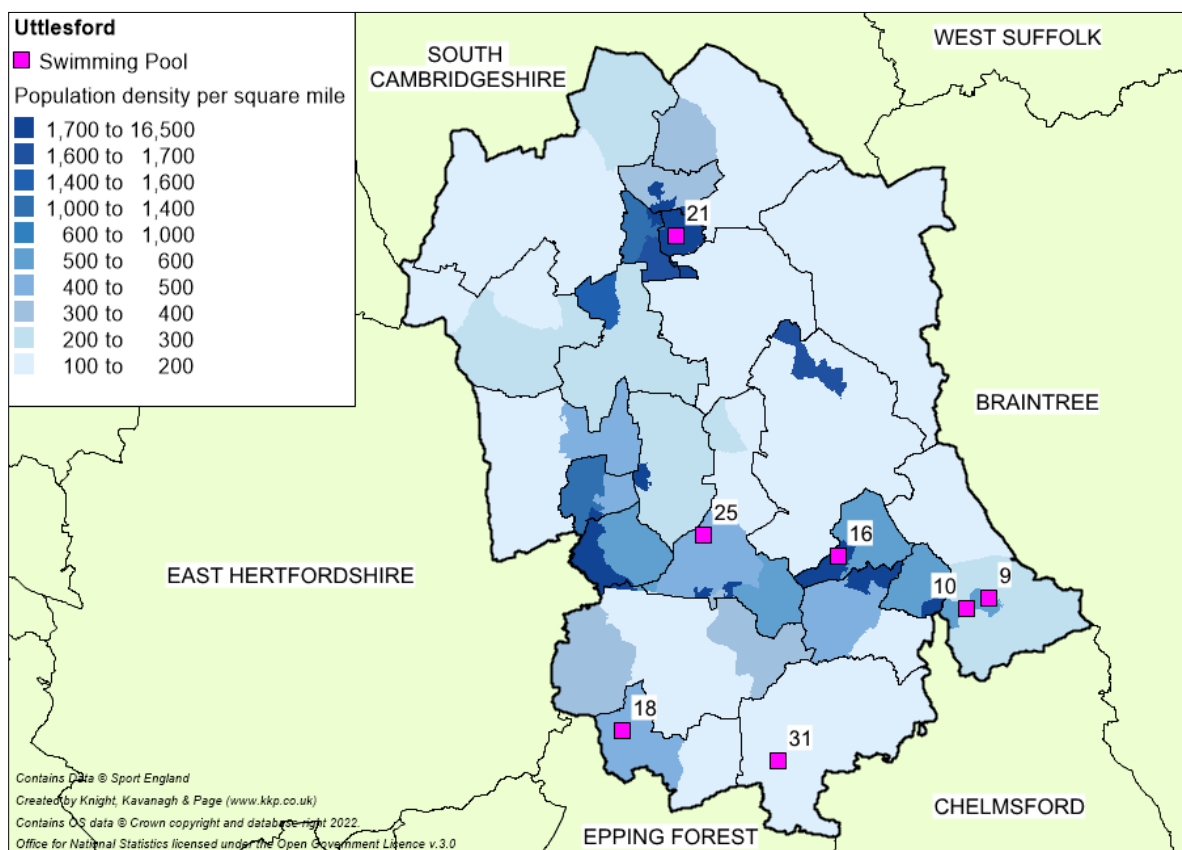 Uttlesford
Swimming Pool
Population density per square mile
1,700 to 16,500
1,600 to 1,700
1,400 to 1,600
1,000 to 1,400
600 to 1,000
500 to 600
400 to 500
300 to 400
200 to 300
100 to 200
WEST SUFFOLK
SOUTH
CAMBRIDGESHIRE
21
BRAINTREE
25
16
EAST HERTFORDSHIRE
10
9
18
31
CHELMSFORD
EPPING FOREST
Contains Data © Sport England
Created by Knight, Kavanagh & Page (www.kkp.co.uk)
Contains OS data © Crown copyright and database right 2022.
Office for National Statistics licensed under the Open Government Licence v.3.0